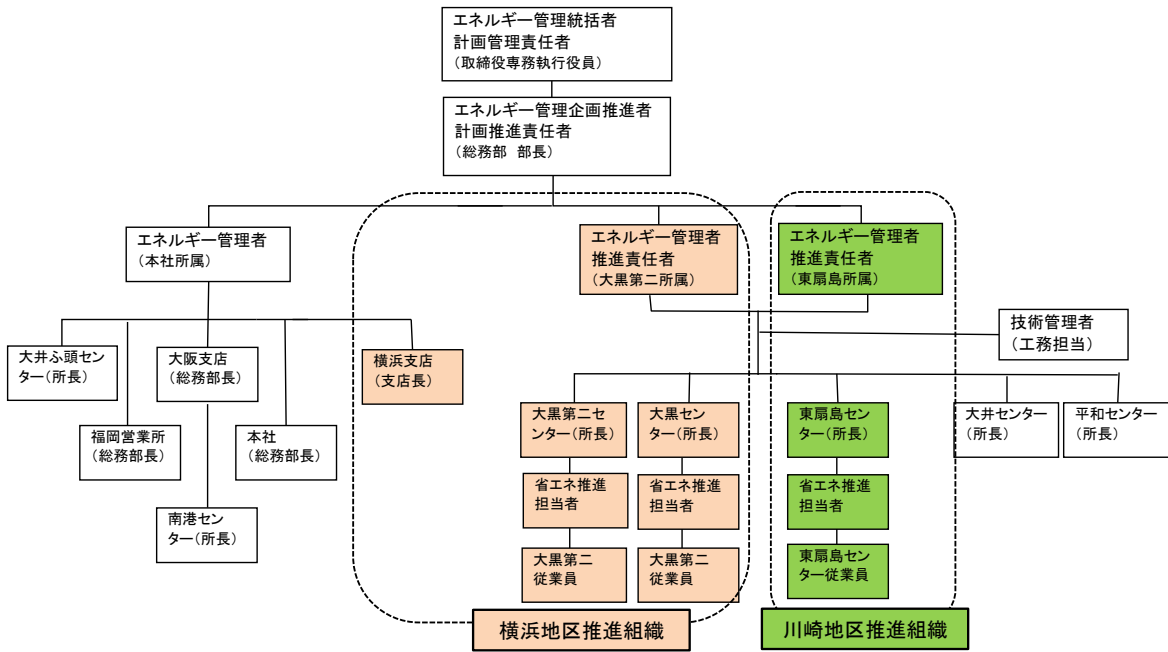 エネルギー管理統括者
計画管理責任者
（取締役専務執行役員）
エネルギー管理企画推進者
計画推進責任者
（総務部 部長）
エネルギー管理者
（本社所属）
エネルギー管理者
推進責任者
（大黒第二所属）
エネルギー管理者
推進責任者
（東扇島所属）
技術管理者
（工務担当）
大井ふ頭セン
ター（所長）
大阪支店
（総務部長）
横浜支店
（支店長）
福岡営業所
（総務部長）
本社
（総務部長）
南港セン
ター（所長）
大黒第二セ
ンター（所長）
大黒セン
ター（所長）
東扇島セン
ター（所長）
大井センター
（所長）
平和センター
（所長）
省エネ推進
担当者
省エネ推進
担当者
省エネ推進
担当者
大黒第二
従業員
大黒第二
従業員
東扇島セン
ター従業員
横浜地区推進組織
川崎地区推進組織